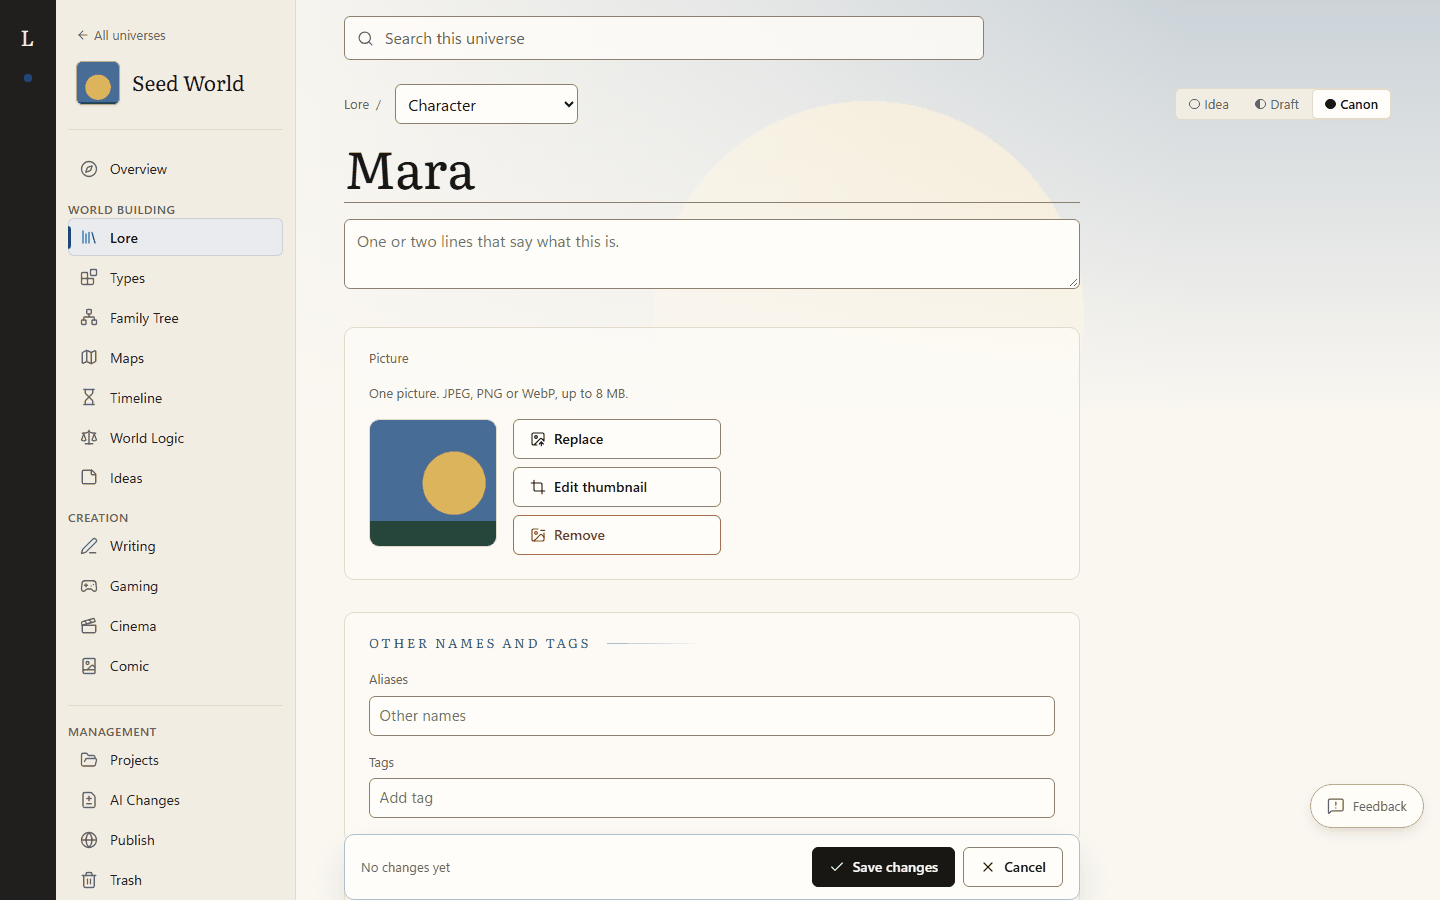 L
All universes
Seed World
Overview
WORLD BUILDING
Lore
Types
Family Tree
Maps
Timeline
World Logic
Ideas
CREATION
Writing
Gaming
Cinema
Comic
MANAGEMENT
Projects
AI Changes
Publish
Trash
Search this universe
Lore / Character
Idea Draft Canon
Mara
One or two lines that say what this is.
Picture
One picture. JPEG, PNG or WebP, up to 8 MB.
Replace
Edit thumbnail
Remove
OTHER NAMES AND TAGS
Aliases
Other names
Tags
Add tag
No changes yet
Save changes
Cancel
Feedback